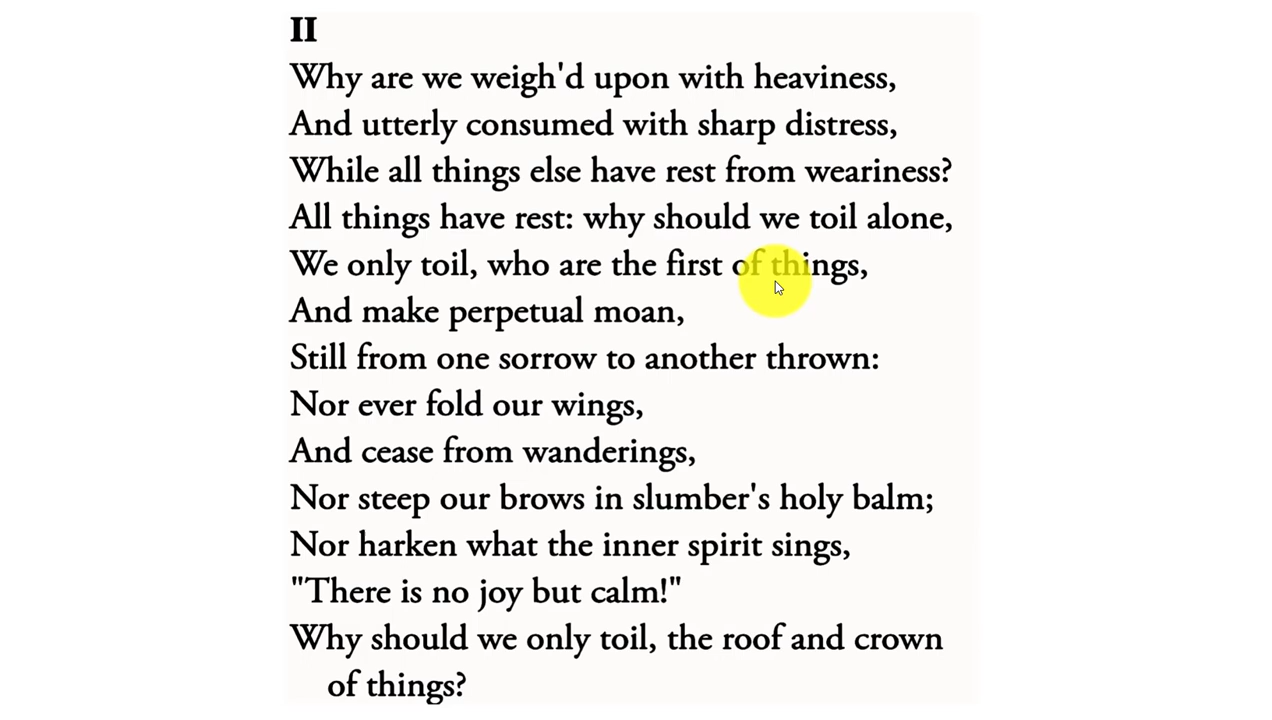 II
Why are we weigh'd upon with heaviness,
And utterly consumed with sharp distress,
While all things else have rest from weariness?
All things have rest: why should we toil alone,
We only toil, who are the first of things,
And make perpetual moan,
Still from one sorrow to another thrown:
Nor ever fold our wings,
And cease from wanderings,
Nor steep our brows in slumber's holy balm;
Nor harken what the inner spirit sings,
"There is no joy but calm!"
Why should we only toil, the roof and crown
of things?